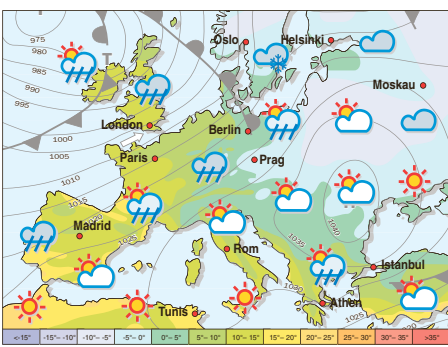 975
980
985
990
995
1000
1005
1010
1015
1020
1025
1035
1040
1030
1025
T
Oslo
Helsinki
Moskau
London
Berlin
Paris
Prag
Madrid
Rom
Istanbul
Athen
Tunis
<-15° -15°– -10° -10°– -5° -5°– 0° 0°– 5° 5°– 10° 10°– 15° 15°– 20° 20°– 25° 25°– 30° 30°– 35° >35°